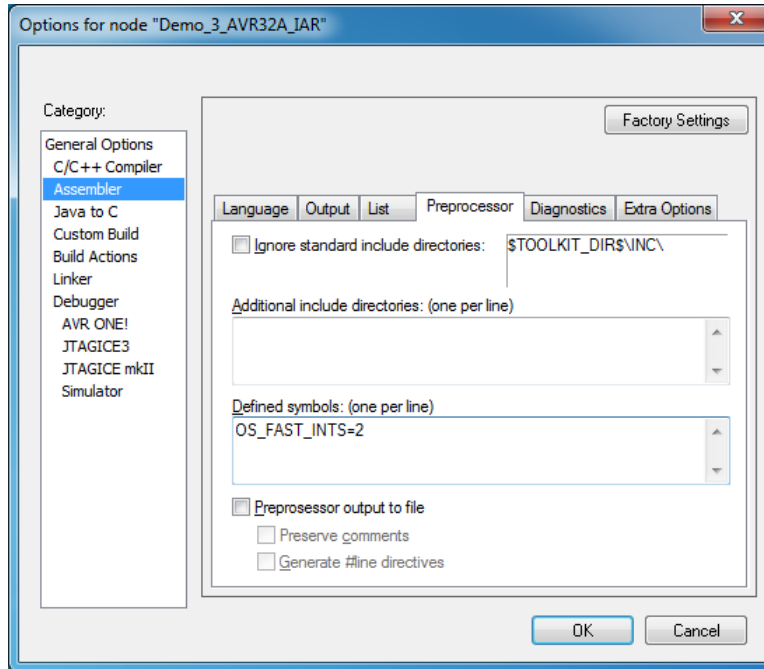 Options for node "Demo_3_AVR32A_IAR"
Category:
Factory Settings
General Options
C/C++ Compiler
Assembler
Java to C
Custom Build
Build Actions
Linker
Debugger
AVR ONE!
JTAGICE3
JTAGICE mkII
Simulator
Language Output List Preprocessor Diagnostics Extra Options
Ignore standard include directories: $TOOLKIT_DIR$\INC\
Additional include directories: (one per line)
Defined symbols: (one per line)
OS_FAST_INTS=2
Preprosessor output to file
Preserve comments
Generate #line directives
OK Cancel